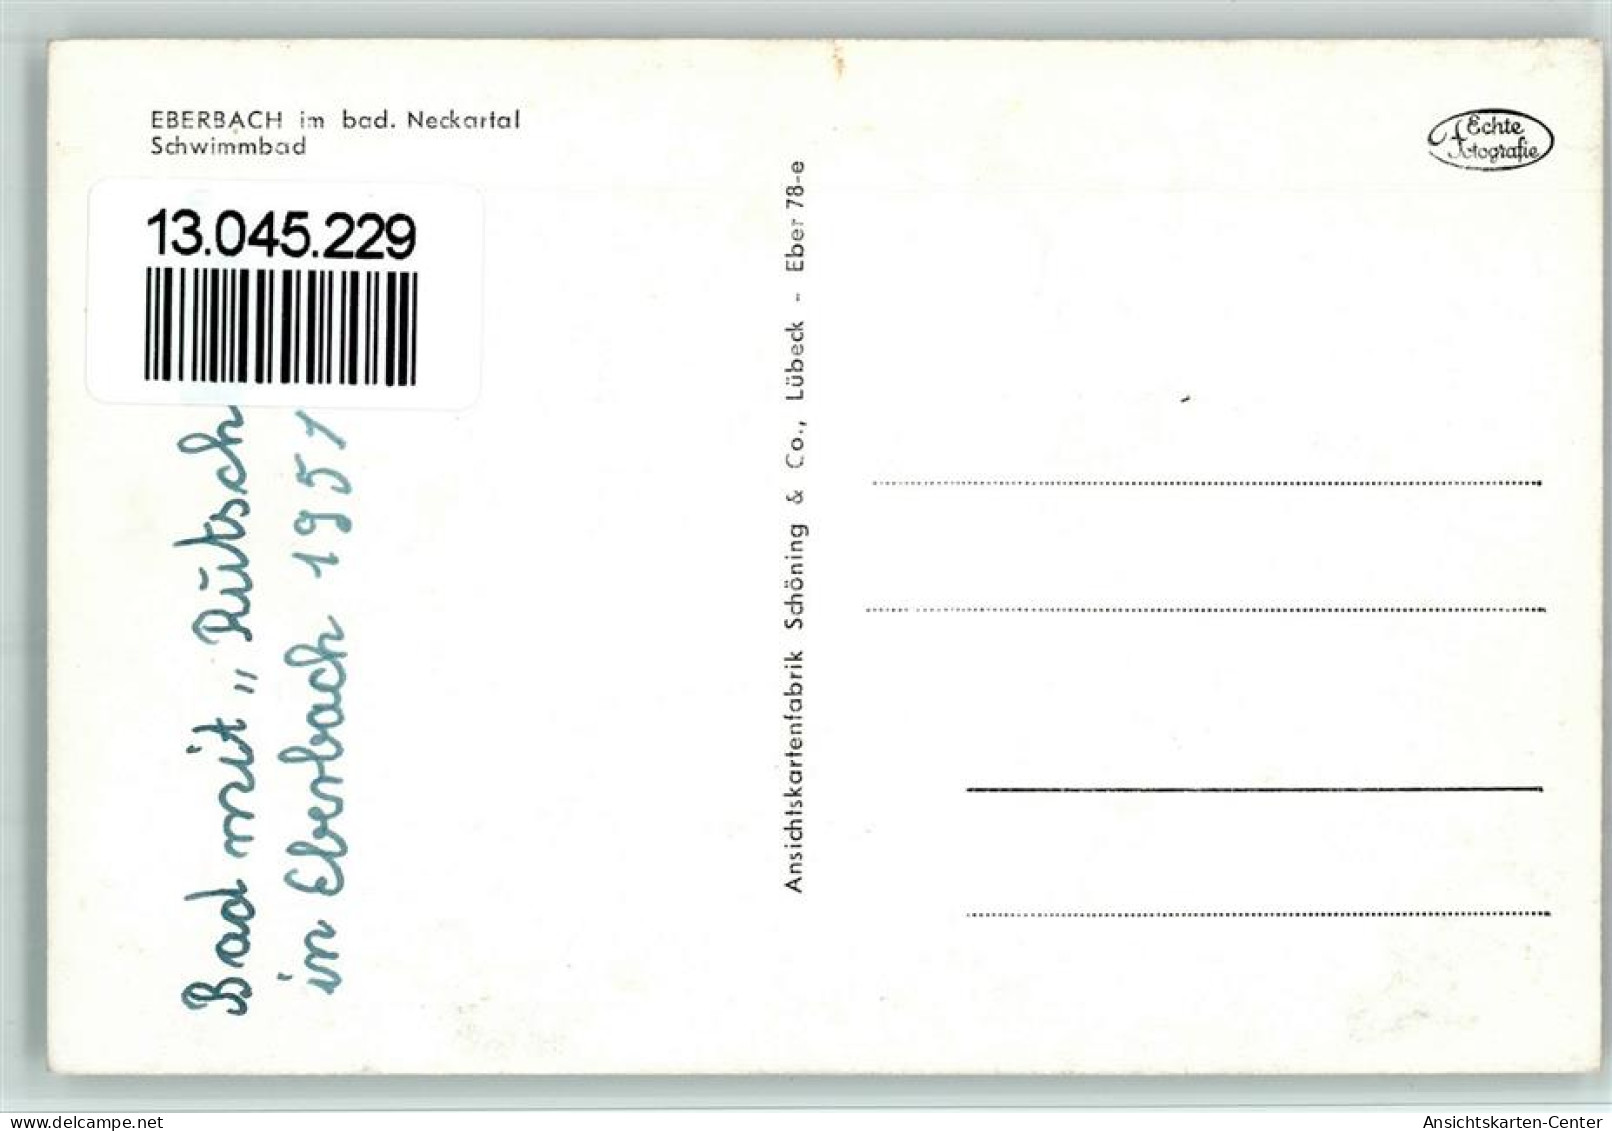 EBERBACH im bad. Neckartal
Schwimmbad
Echte
Fotografie
13.045.229
Bad mit „Rutsch
in Eberbach 1951
Ansichtskartenfabrik Schöning & Co., Lübeck - Eber 78-e
www.delcampe.net
Ansichtskarten-Center